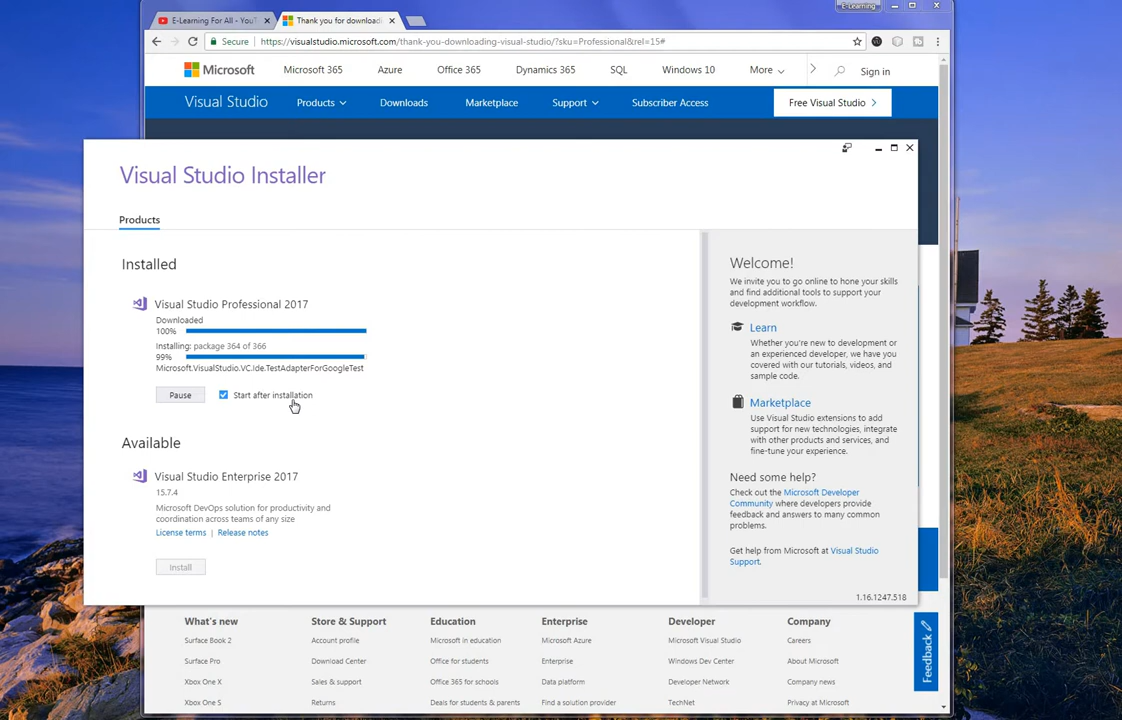 E-Learning
E-Learning For All - YouT
Thank you for downloadi
Secure
https://visualstudio.microsoft.com/thank-you-downloading-visual-studio/?sku=Professional&rel=15#
Microsoft
Microsoft 365
Azure
Office 365
Dynamics 365
SQL
Windows 10
More
Sign in
Visual Studio
Products
Downloads
Marketplace
Support
Subscriber Access
Free Visual Studio
Visual Studio Installer
Products
Installed
Visual Studio Professional 2017
Downloaded
100%
Installing: package 364 of 366
99%
Microsoft.VisualStudio.VC.Ide.TestAdapterForGoogleTest
Pause
Start after installation
Available
Visual Studio Enterprise 2017
15.7.4
Microsoft DevOps solution for productivity and
coordination across teams of any size
License terms | Release notes
Install
Welcome!
We invite you to go online to hone your skills
and find additional tools to support your
development workflow.
Learn
Whether you're new to development or
an experienced developer, we have you
covered with our tutorials, videos, and
sample code.
Marketplace
Use Visual Studio extensions to add
support for new technologies, integrate
with other products and services, and
fine-tune your experience.
Need some help?
Check out the Microsoft Developer
Community where developers provide
feedback and answers to many common
problems.
Get help from Microsoft at Visual Studio
Support.
1.16.1247.518
What's new
Surface Book 2
Surface Pro
Xbox One X
Xbox One S
Store & Support
Account profile
Download Center
Sales & support
Returns
Education
Microsoft in education
Office for students
Office 365 for schools
Deals for students & parents
Enterprise
Microsoft Azure
Enterprise
Data platform
Find a solution provider
Developer
Microsoft Visual Studio
Windows Dev Center
Developer Network
TechNet
Company
Careers
About Microsoft
Company news
Privacy at Microsoft
Feedback